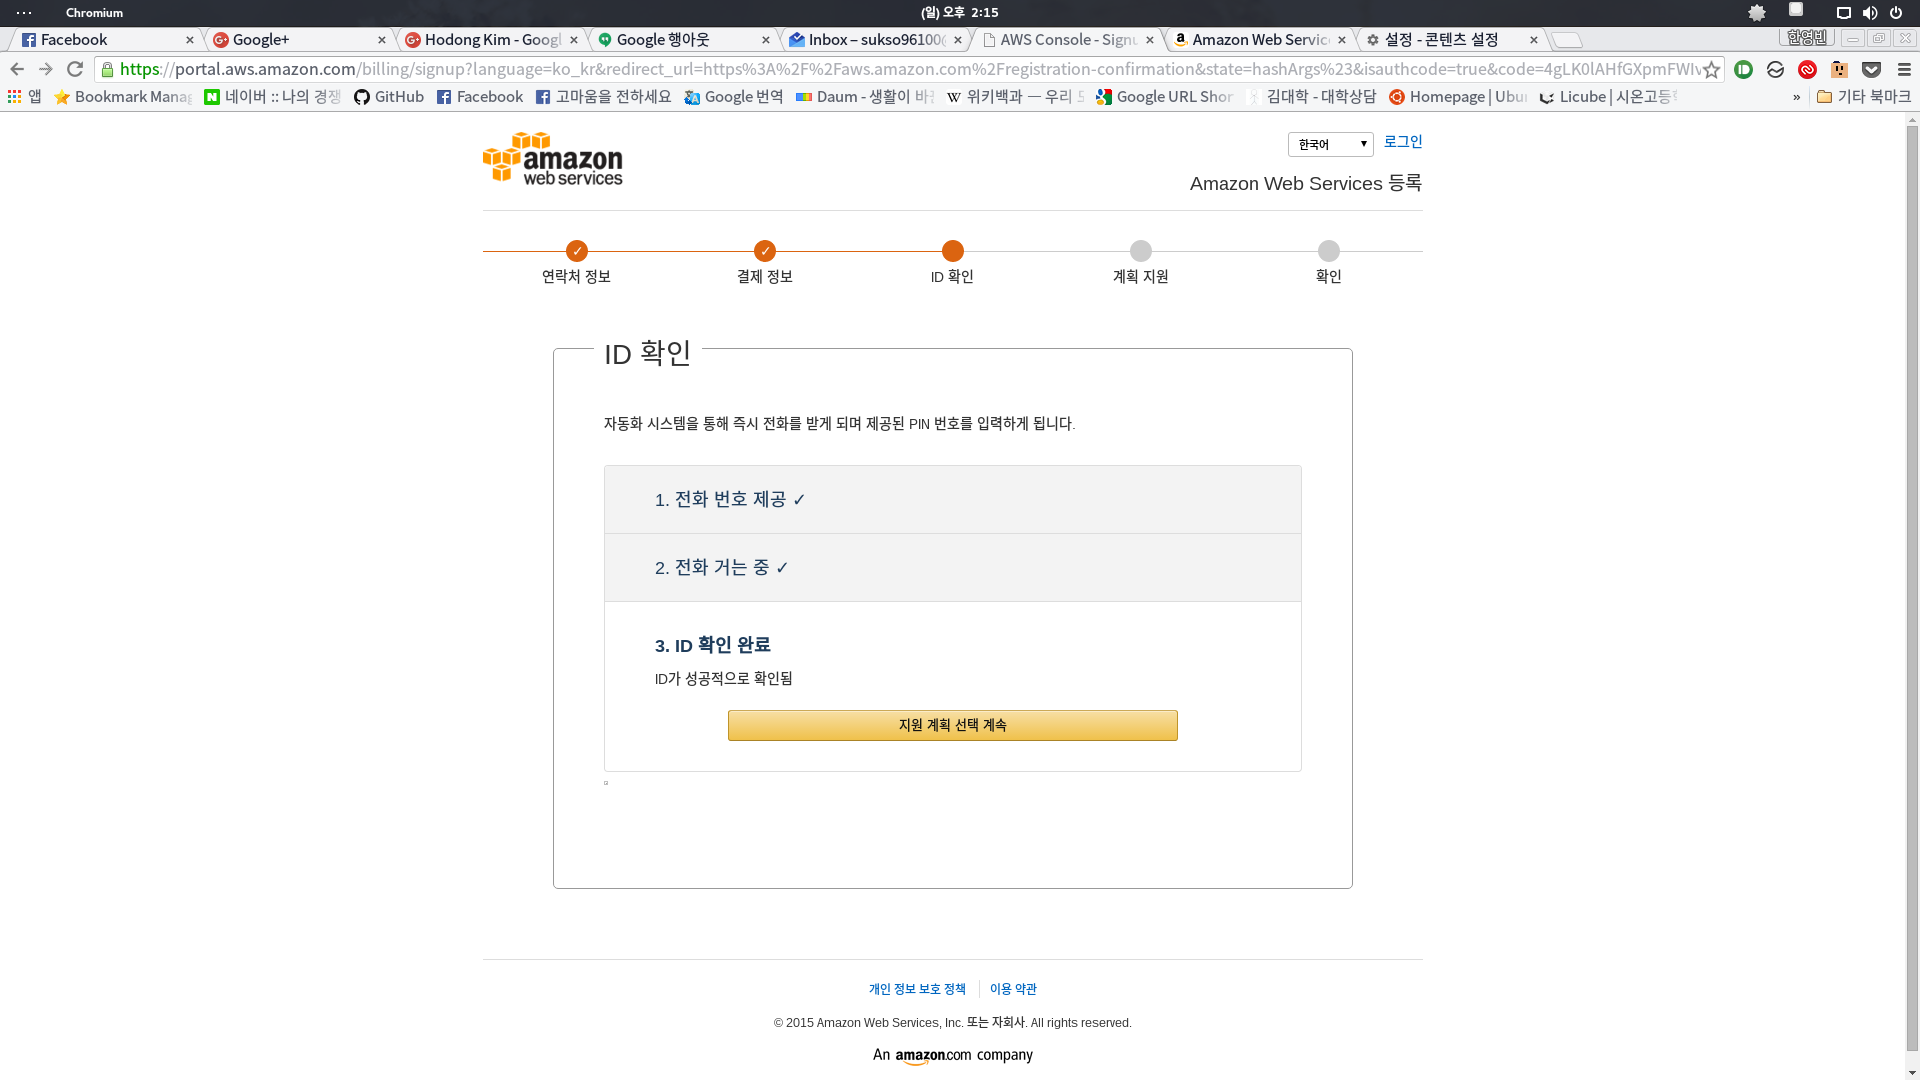 Chromium
(일) 오후 2:15
Facebook
Google+
Hodong Kim - Googl
Google 행아웃
Inbox – sukso96100@
AWS Console - Signu
Amazon Web Service
설정 - 콘텐츠 설정
한영빈
https://portal.aws.amazon.com/billing/signup?language=ko_kr&redirect_url=https%3A%2F%2Faws.amazon.com%2Fregistration-confirmation&state=hashArgs%23&isauthcode=true&code=4gLK0lAHfGXpmFWIv
앱
Bookmark Manag
네이버 :: 나의 경쟁
GitHub
Facebook
고마움을 전하세요
Google 번역
Daum - 생활이 바뀐
위키백과 — 우리 모
Google URL Shor
김대학 - 대학상담
Homepage | Ubun
Licube | 시온고등학
»
기타 북마크
amazon
web services
한국어
로그인
Amazon Web Services 등록
연락처 정보
결제 정보
ID 확인
계획 지원
확인
ID 확인
자동화 시스템을 통해 즉시 전화를 받게 되며 제공된 PIN 번호를 입력하게 됩니다.
1. 전화 번호 제공 ✓
2. 전화 거는 중 ✓
3. ID 확인 완료
ID가 성공적으로 확인됨
지원 계획 선택 계속
개인 정보 보호 정책
이용 약관
© 2015 Amazon Web Services, Inc. 또는 자회사. All rights reserved.
An amazon.com company